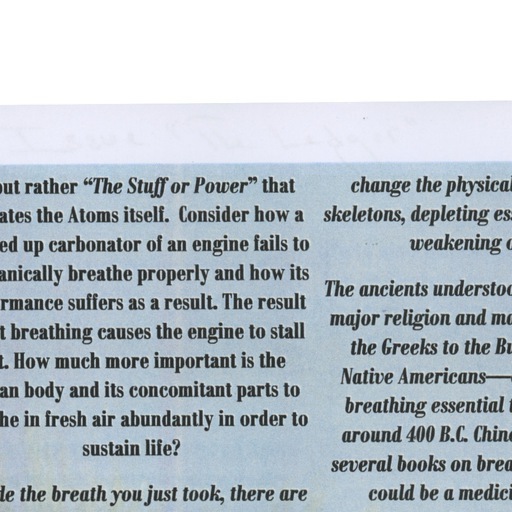 out rather “The Stuff or Power” that
ates the Atoms itself. Consider how a
ed up carbonator of an engine fails to
anically breathe properly and how its
rmance suffers as a result. The result
t breathing causes the engine to stall
t. How much more important is the
an body and its concomitant parts to
he in fresh air abundantly in order to
sustain life?
de the breath you just took, there are
change the physical
skeletons, depleting es
weakening o
The ancients understoo
major religion and ma
the Greeks to the Bu
Native Americans—
breathing essential t
around 400 B.C. Chin
several books on brea
could be a medici